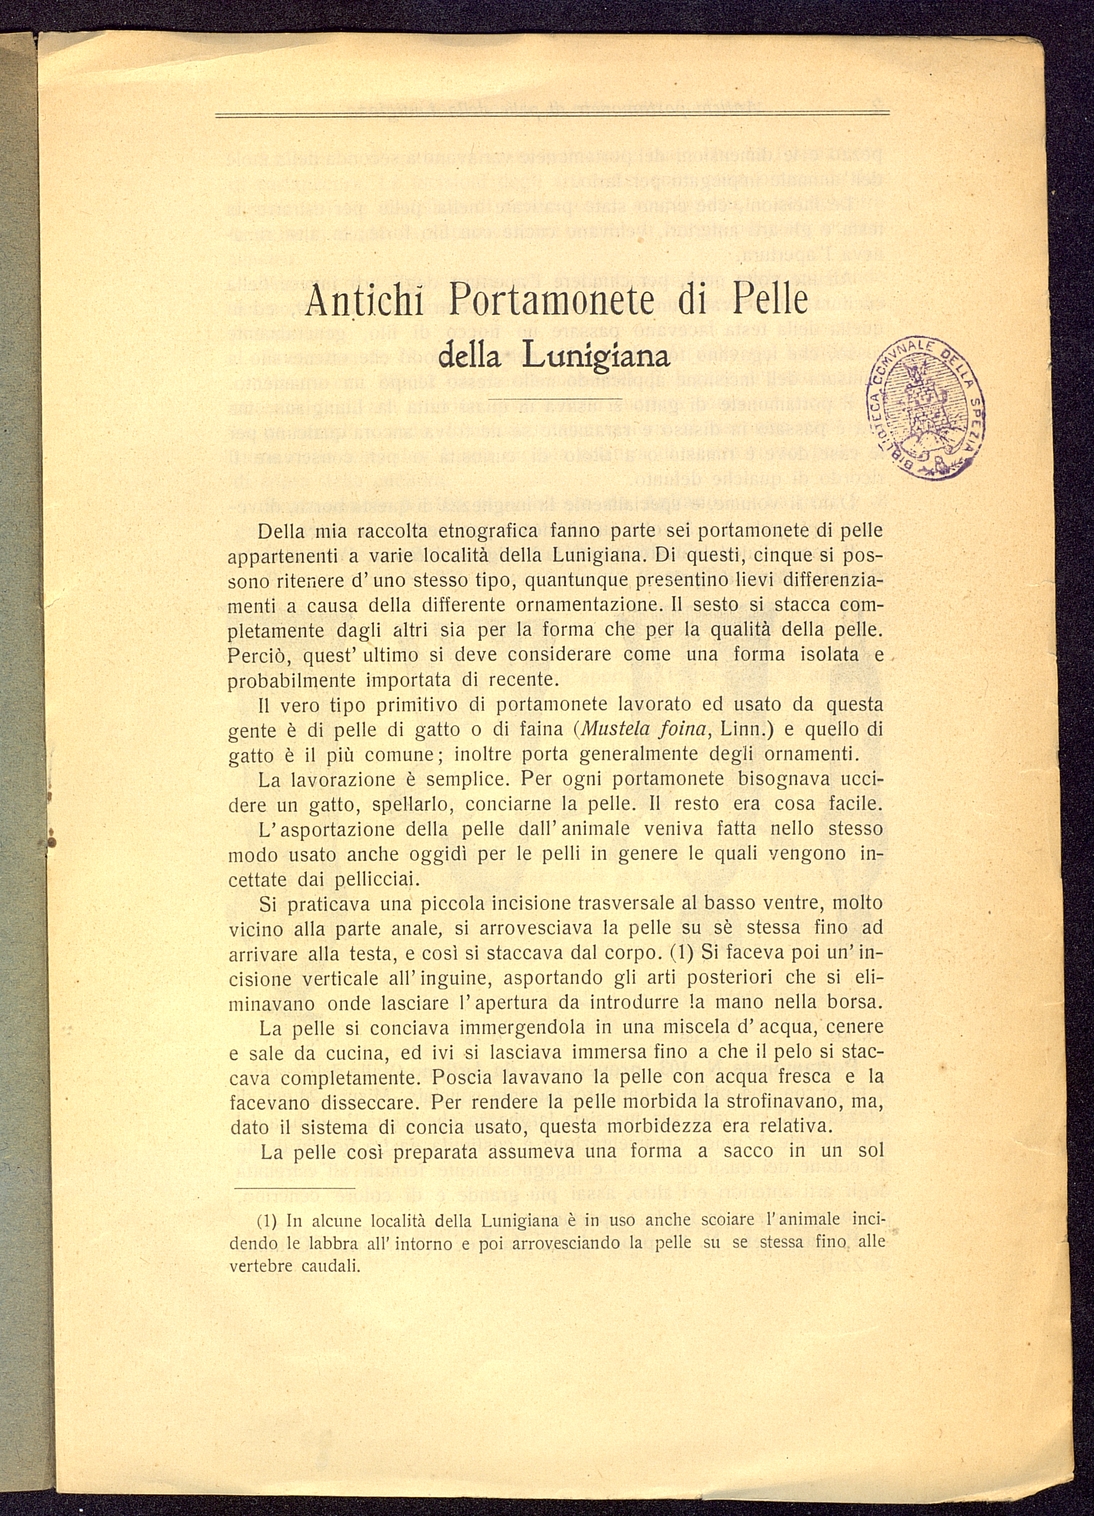 Antichi Portamonete di Pelle
della Lunigiana
BIBLIOTECA COMVNALE DELLA SPEZIA
Della mia raccolta etnografica fanno parte sei portamonete di pelle
appartenenti a varie località della Lunigiana. Di questi, cinque si pos-
sono ritenere d' uno stesso tipo, quantunque presentino lievi differenzia-
menti a causa della differente ornamentazione. Il sesto si stacca com-
pletamente dagli altri sia per la forma che per la qualità della pelle.
Perciò, quest' ultimo si deve considerare come una forma isolata e
probabilmente importata di recente.
Il vero tipo primitivo di portamonete lavorato ed usato da questa
gente è di pelle di gatto o di faina (Mustela foina, Linn.) e quello di
gatto è il più comune; inoltre porta generalmente degli ornamenti.
La lavorazione è semplice. Per ogni portamonete bisognava ucci-
dere un gatto, spellarlo, conciarne la pelle. Il resto era cosa facile.
L' asportazione della pelle dall' animale veniva fatta nello stesso
modo usato anche oggidì per le pelli in genere le quali vengono in-
cettate dai pellicciai.
Si praticava una piccola incisione trasversale al basso ventre, molto
vicino alla parte anale, si arrovesciava la pelle su sè stessa fino ad
arrivare alla testa, e così si staccava dal corpo. (1) Si faceva poi un' in-
cisione verticale all' inguine, asportando gli arti posteriori che si eli-
minavano onde lasciare l' apertura da introdurre la mano nella borsa.
La pelle si conciava immergendola in una miscela d' acqua, cenere
e sale da cucina, ed ivi si lasciava immersa fino a che il pelo si stac-
cava completamente. Poscia lavavano la pelle con acqua fresca e la
facevano disseccare. Per rendere la pelle morbida la strofinavano, ma,
dato il sistema di concia usato, questa morbidezza era relativa.
La pelle così preparata assumeva una forma a sacco in un sol
(1) In alcune località della Lunigiana è in uso anche scoiare l' animale inci-
dendo le labbra all' intorno e poi arrovesciando la pelle su se stessa fino alle
vertebre caudali.